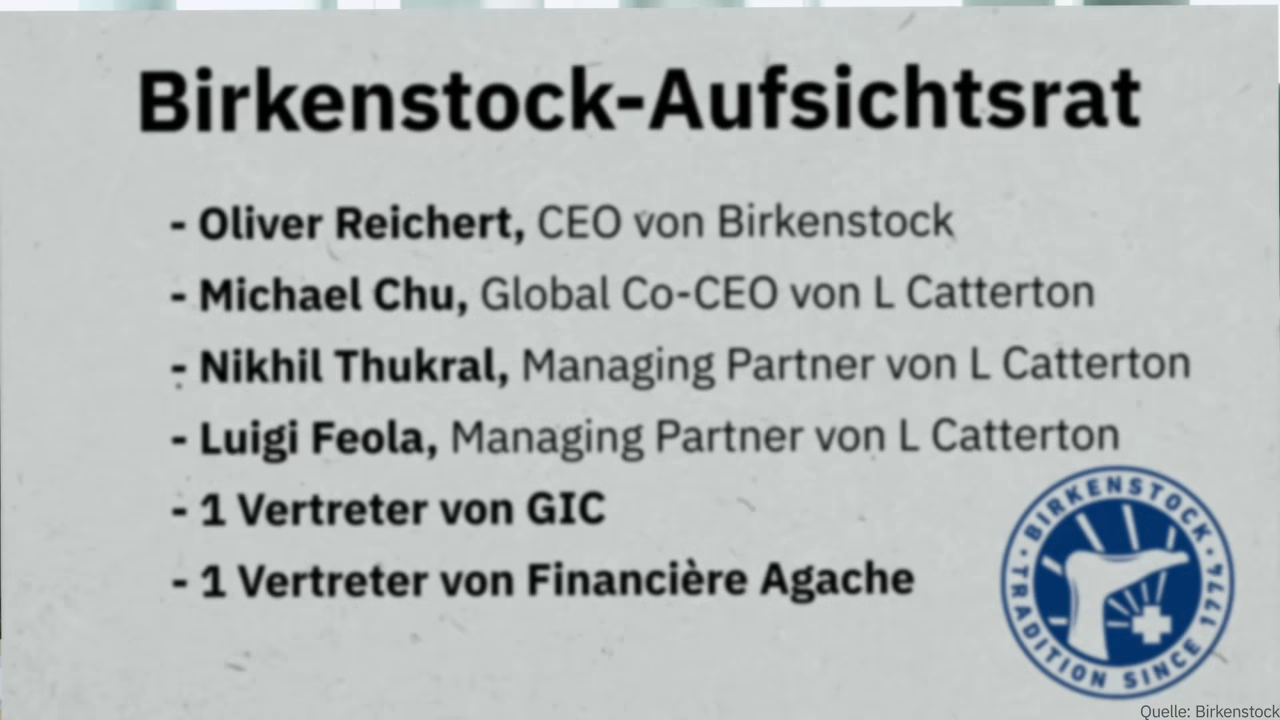 Birkenstock-Aufsichtsrat
- Oliver Reichert, CEO von Birkenstock
- Michael Chu, Global Co-CEO von L Catterton
- Nikhil Thukral, Managing Partner von L Catterton
- Luigi Feola, Managing Partner von L Catterton
- 1 Vertreter von GIC
- 1 Vertreter von Financière Agache
· BIRKENSTOCK · TRADITION SINCE 1774
Quelle: Birkenstock